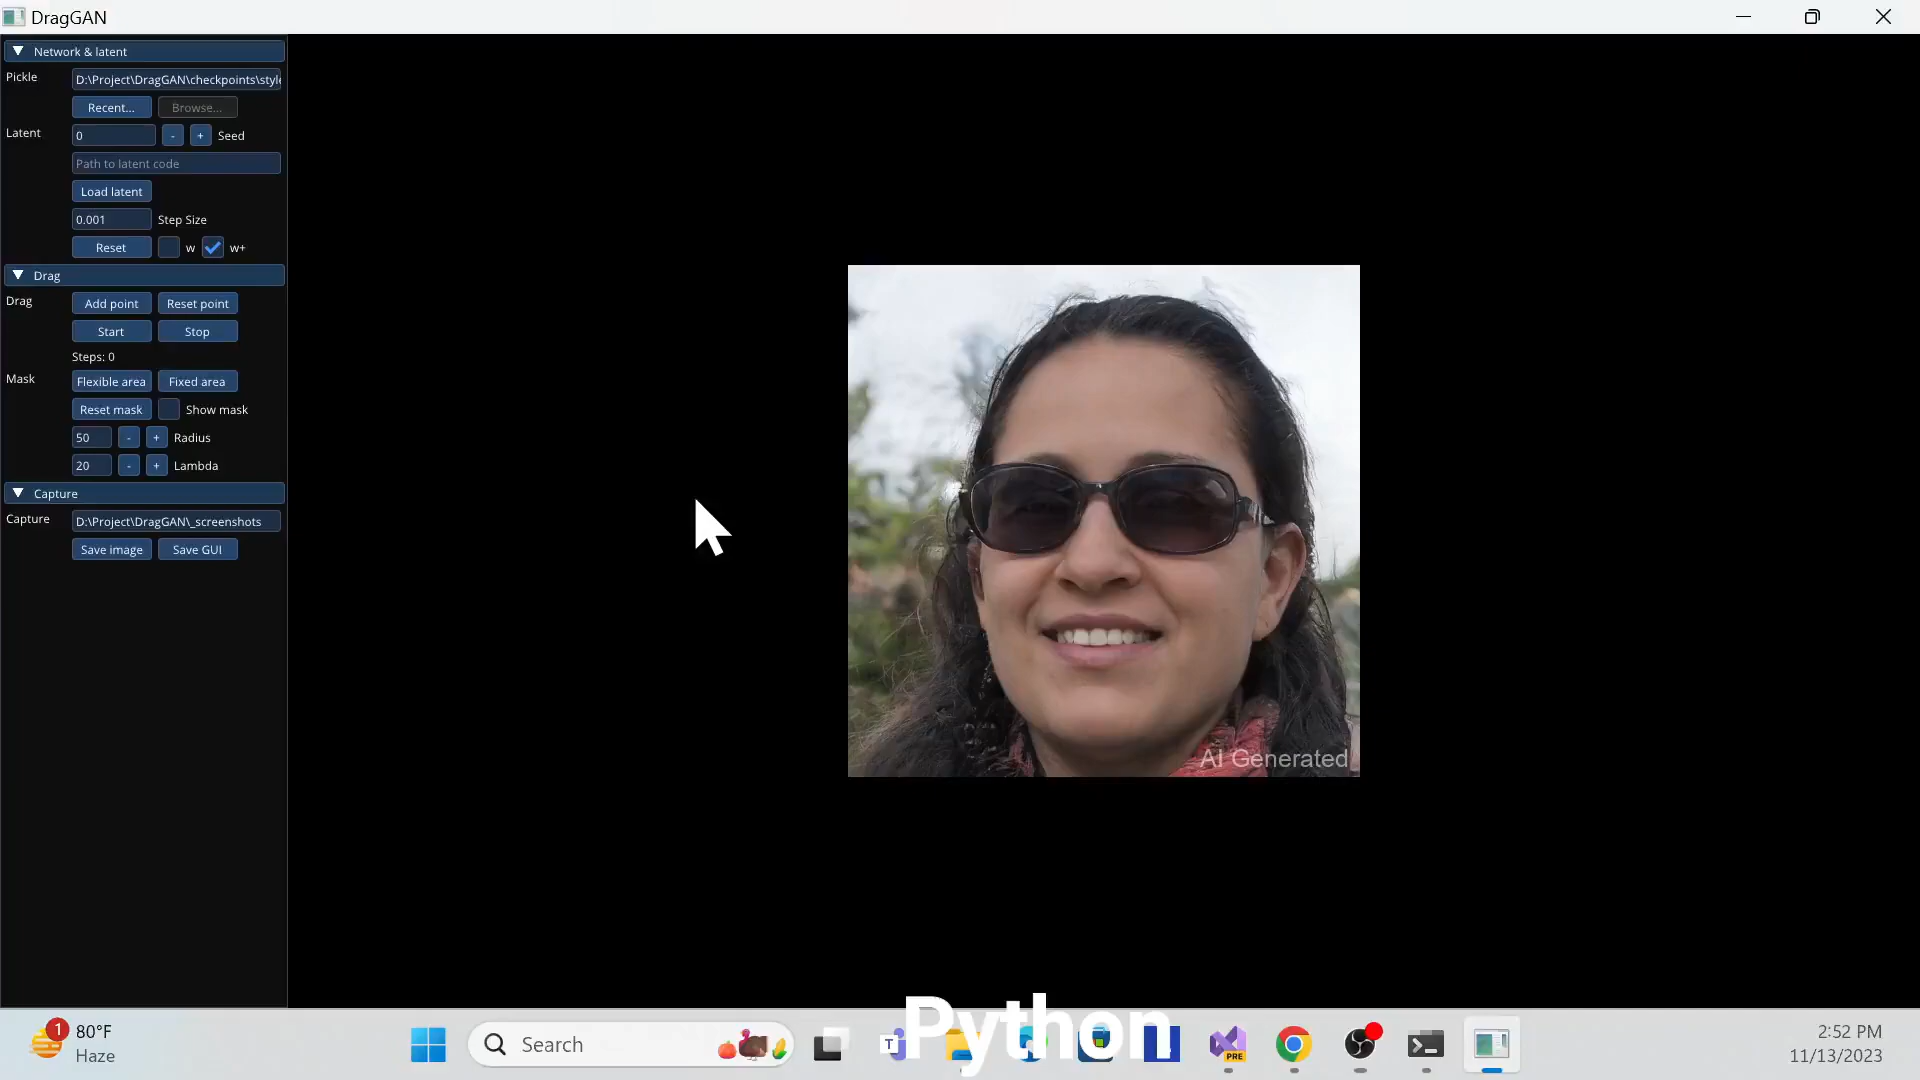 DragGAN
Network & latent
Pickle D:\Project\DragGAN\checkpoints\style
Recent... Browse...
Latent 0 - + Seed
Path to latent code
Load latent
0.001 Step Size
Reset w w+
Drag
Drag Add point Reset point
Start Stop
Steps: 0
Mask Flexible area Fixed area
Reset mask Show mask
50 - + Radius
20 - + Lambda
Capture
Capture D:\Project\DragGAN\_screenshots
Save image Save GUI
AI Generated
Python
1 80°F
Haze
Search
T
PRE
2:52 PM
11/13/2023